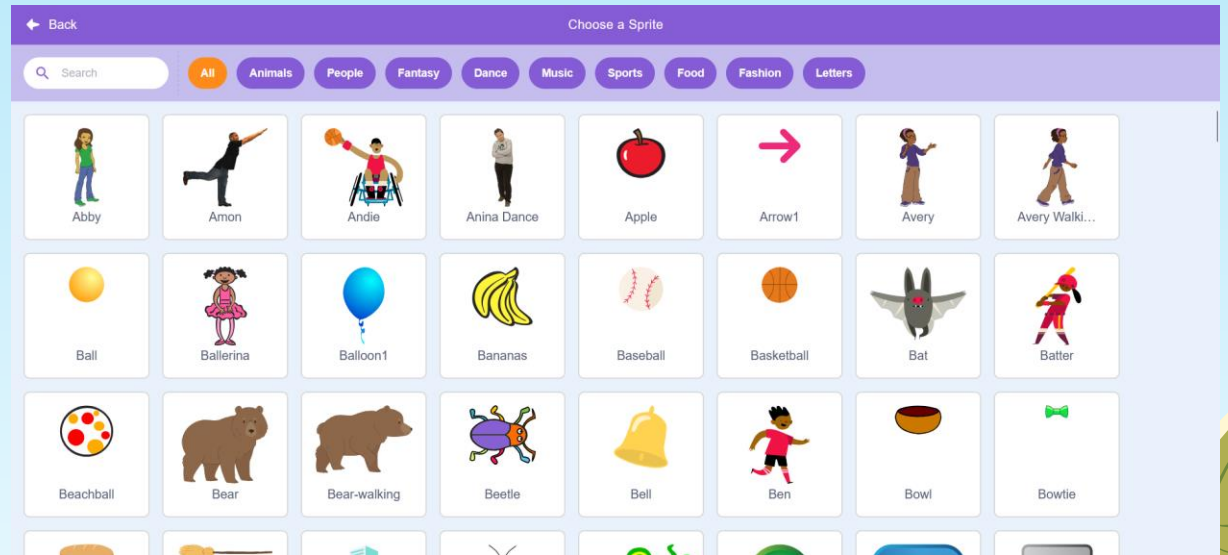 Back
Choose a Sprite
Search
All Animals People Fantasy Dance Music Sports Food Fashion Letters
Abby Amon Andie Anina Dance Apple Arrow1 Avery Avery Walki...
Ball Ballerina Balloon1 Bananas Baseball Basketball Bat Batter
Beachball Bear Bear-walking Beetle Bell Ben Bowl Bowtie